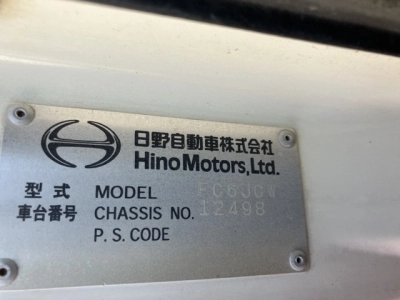 日野自動車株式会社
Hino Motors, Ltd.
型式 MODEL FC6JCW
車台番号 CHASSIS NO. 12498
P.S. CODE